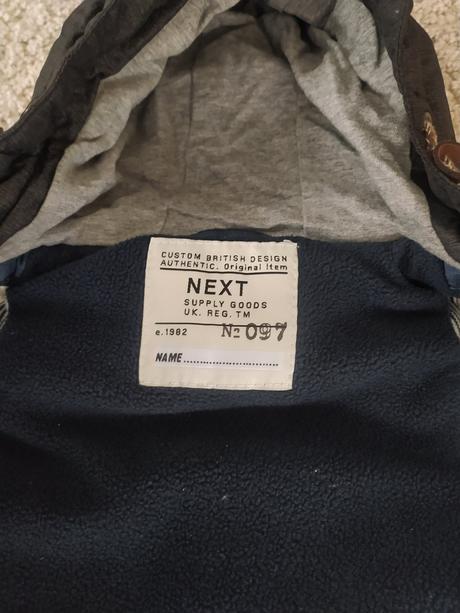 CUSTOM BRITISH DESIGN
AUTHENTIC. Original Item
NEXT
SUPPLY GOODS
UK. REG. TM
e.1982 No 097
NAME..............................